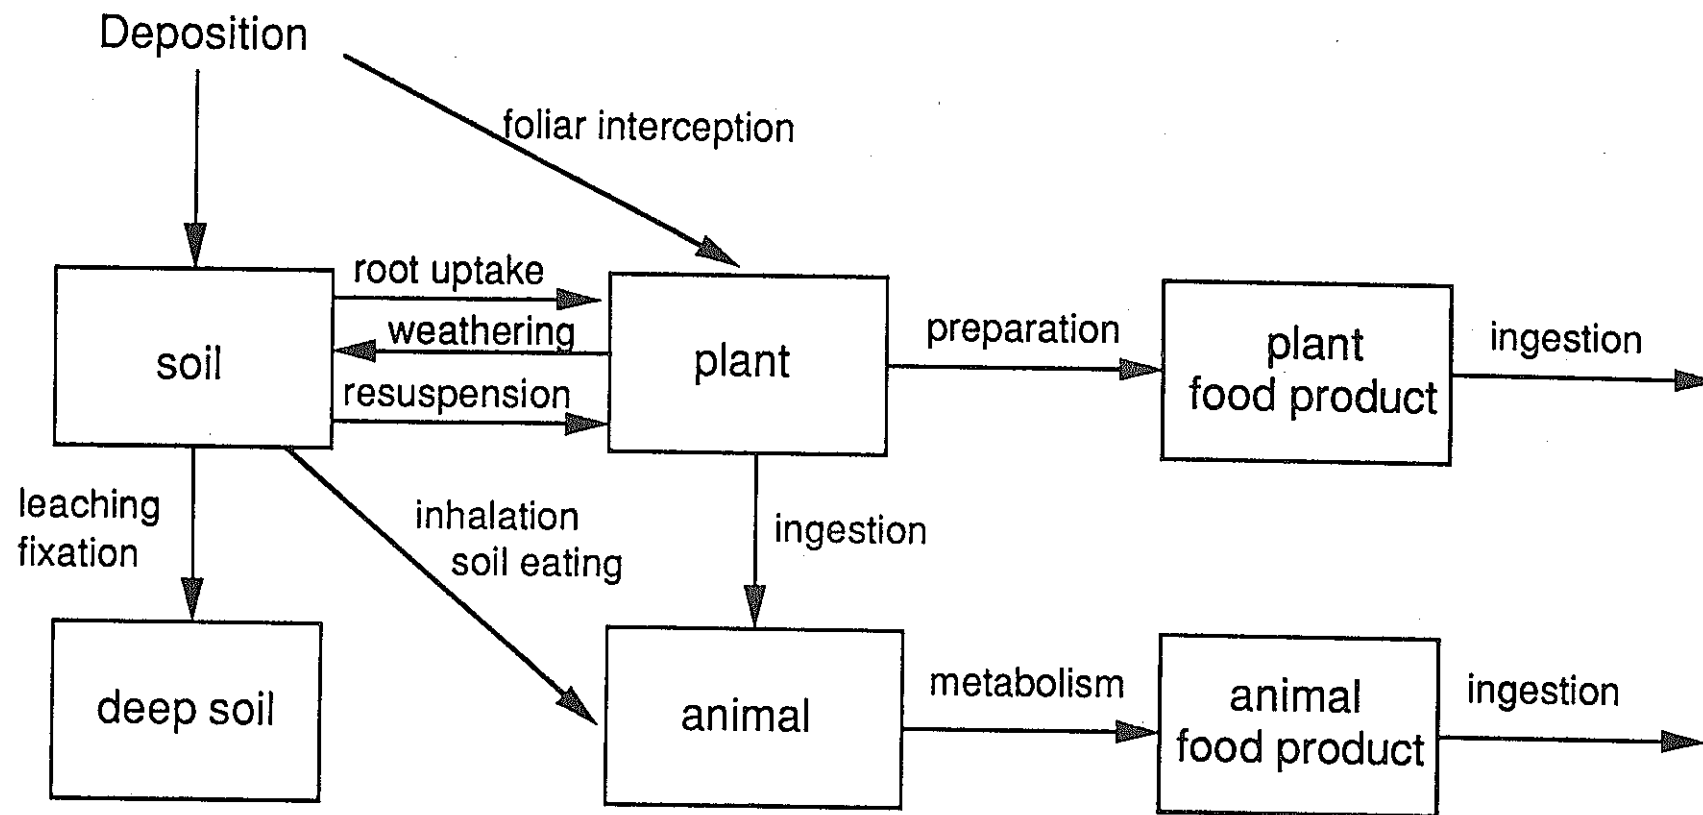 Deposition
foliar interception
root uptake
weathering
resuspension
soil
plant
preparation
plant
food product
ingestion
leaching
fixation
inhalation
soil eating
ingestion
deep soil
animal
metabolism
animal
food product
ingestion